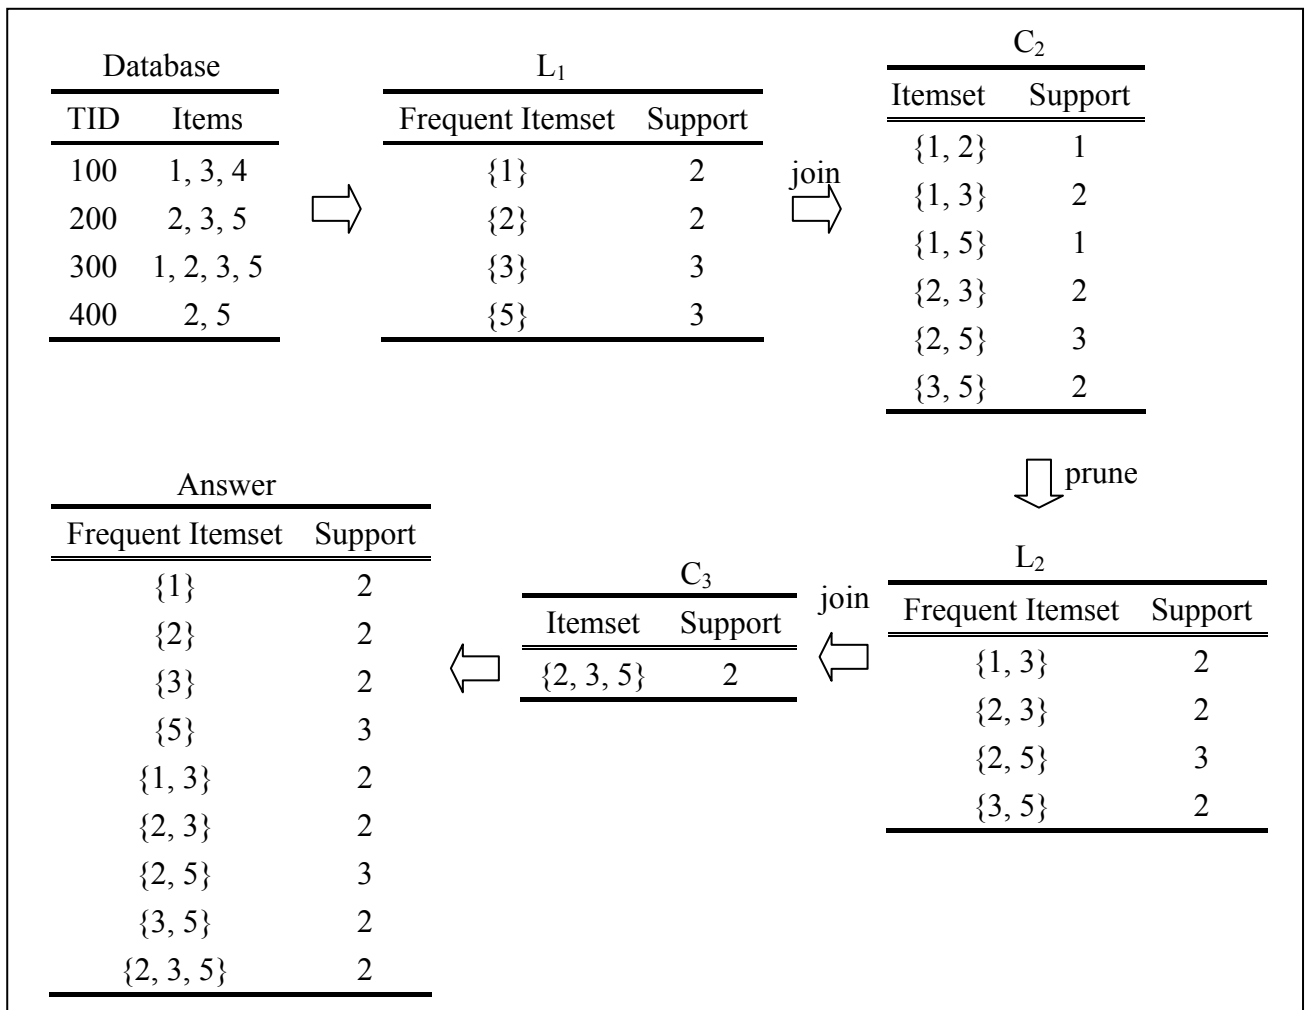 Database
TID Items
100 1, 3, 4
200 2, 3, 5
300 1, 2, 3, 5
400 2, 5
L₁
Frequent Itemset Support
{1} 2
{2} 2
{3} 3
{5} 3
join
C₂
Itemset Support
{1, 2} 1
{1, 3} 2
{1, 5} 1
{2, 3} 2
{2, 5} 3
{3, 5} 2
prune
L₂
Frequent Itemset Support
{1, 3} 2
{2, 3} 2
{2, 5} 3
{3, 5} 2
join
C₃
Itemset Support
{2, 3, 5} 2
Answer
Frequent Itemset Support
{1} 2
{2} 2
{3} 2
{5} 3
{1, 3} 2
{2, 3} 2
{2, 5} 3
{3, 5} 2
{2, 3, 5} 2